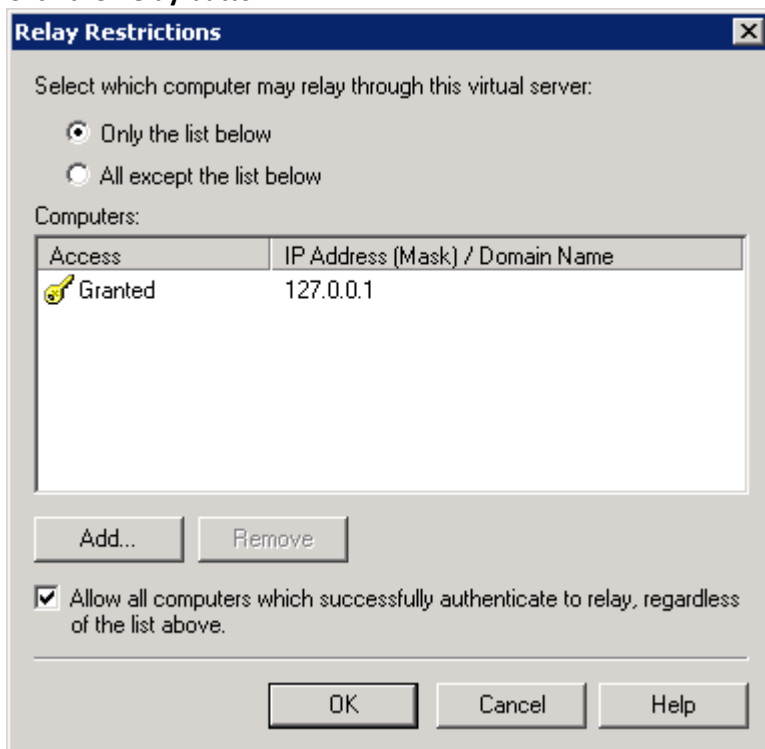 Relay Restrictions
Select which computer may relay through this virtual server:
Only the list below
All except the list below
Computers:
Access IP Address (Mask) / Domain Name
Granted 127.0.0.1
Add... Remove
Allow all computers which successfully authenticate to relay, regardless
of the list above.
OK Cancel Help